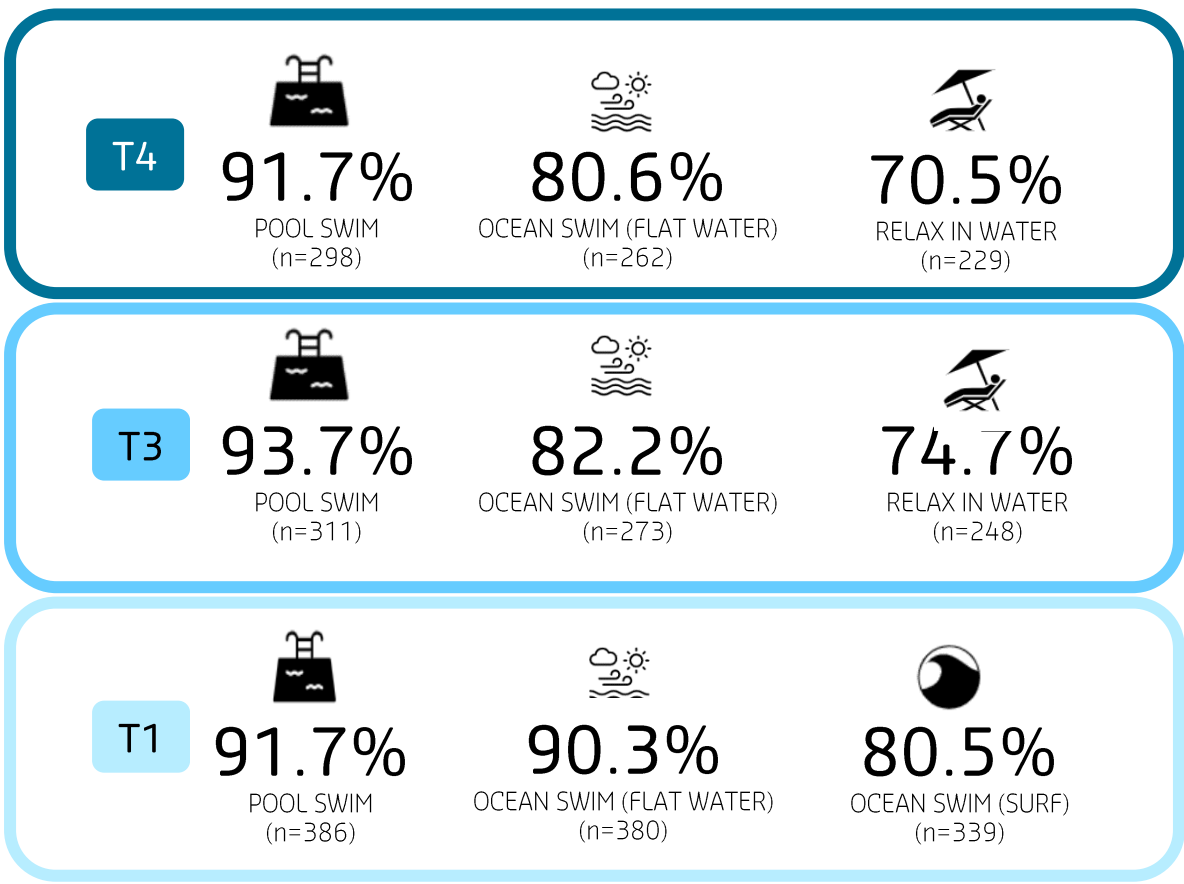 T4
91.7%
POOL SWIM
(n=298)
80.6%
OCEAN SWIM (FLAT WATER)
(n=262)
70.5%
RELAX IN WATER
(n=229)
T3
93.7%
POOL SWIM
(n=311)
82.2%
OCEAN SWIM (FLAT WATER)
(n=273)
74.7%
RELAX IN WATER
(n=248)
T1
91.7%
POOL SWIM
(n=386)
90.3%
OCEAN SWIM (FLAT WATER)
(n=380)
80.5%
OCEAN SWIM (SURF)
(n=339)